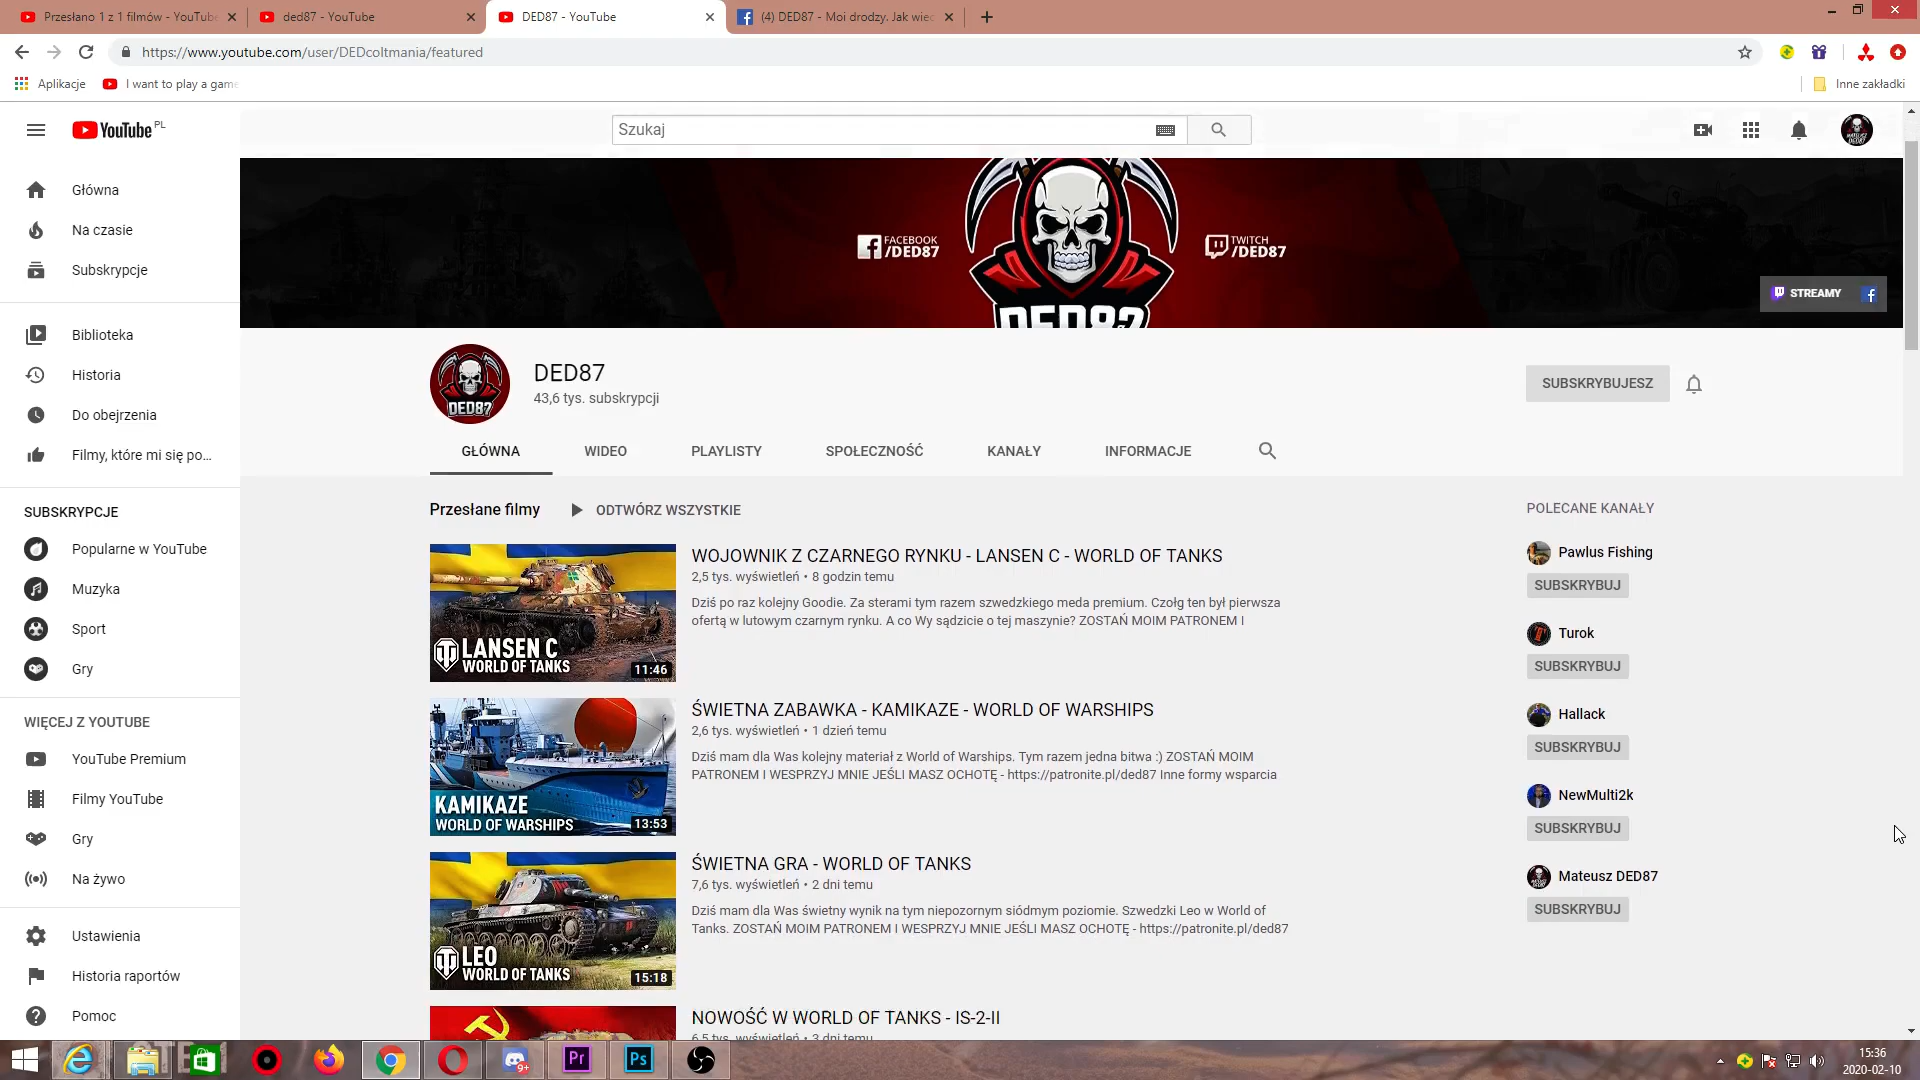 Przesłano 1 z 1 filmów - YouTube
ded87 - YouTube
DED87 - YouTube
(4) DED87 - Moi drodzy. Jak wiec
https://www.youtube.com/user/DEDcoltmania/featured
Aplikacje
I want to play a game
Inne zakładki
YouTube PL
Szukaj
Główna
Na czasie
Subskrypcje
Biblioteka
Historia
Do obejrzenia
Filmy, które mi się po...
SUBSKRYPCJE
Popularne w YouTube
Muzyka
Sport
Gry
WIĘCEJ Z YOUTUBE
YouTube Premium
Filmy YouTube
Gry
Na żywo
Ustawienia
Historia raportów
Pomoc
FACEBOOK
/DED87
TWITCH
/DED87
DED87
STREAMY
DED87
DED87
43,6 tys. subskrypcji
SUBSKRYBUJESZ
GŁÓWNA
WIDEO
PLAYLISTY
SPOŁECZNOŚĆ
KANAŁY
INFORMACJE
Przesłane filmy
ODTWÓRZ WSZYSTKIE
LANSEN C
WORLD OF TANKS
11:46
WOJOWNIK Z CZARNEGO RYNKU - LANSEN C - WORLD OF TANKS
2,5 tys. wyświetleń • 8 godzin temu
Dziś po raz kolejny Goodie. Za sterami tym razem szwedzkiego meda premium. Czołg ten był pierwsza
ofertą w lutowym czarnym rynku. A co Wy sądzicie o tej maszynie? ZOSTAŃ MOIM PATRONEM I
KAMIKAZE
WORLD OF WARSHIPS
13:53
ŚWIETNA ZABAWKA - KAMIKAZE - WORLD OF WARSHIPS
2,6 tys. wyświetleń • 1 dzień temu
Dziś mam dla Was kolejny materiał z World of Warships. Tym razem jedna bitwa :) ZOSTAŃ MOIM
PATRONEM I WESPRZYJ MNIE JEŚLI MASZ OCHOTĘ - https://patronite.pl/ded87 Inne formy wsparcia
LEO
WORLD OF TANKS
15:18
ŚWIETNA GRA - WORLD OF TANKS
7,6 tys. wyświetleń • 2 dni temu
Dziś mam dla Was świetny wynik na tym niepozornym siódmym poziomie. Szwedzki Leo w World of
Tanks. ZOSTAŃ MOIM PATRONEM I WESPRZYJ MNIE JEŚLI MASZ OCHOTĘ - https://patronite.pl/ded87
NOWOŚĆ W WORLD OF TANKS - IS-2-II
6,5 tys. wyświetleń • 3 dni temu
POLECANE KANAŁY
Pawlus Fishing
SUBSKRYBUJ
Turok
SUBSKRYBUJ
Hallack
SUBSKRYBUJ
NewMulti2k
SUBSKRYBUJ
Mateusz DED87
SUBSKRYBUJ
9+
Pr
Ps
15:36
2020-02-10